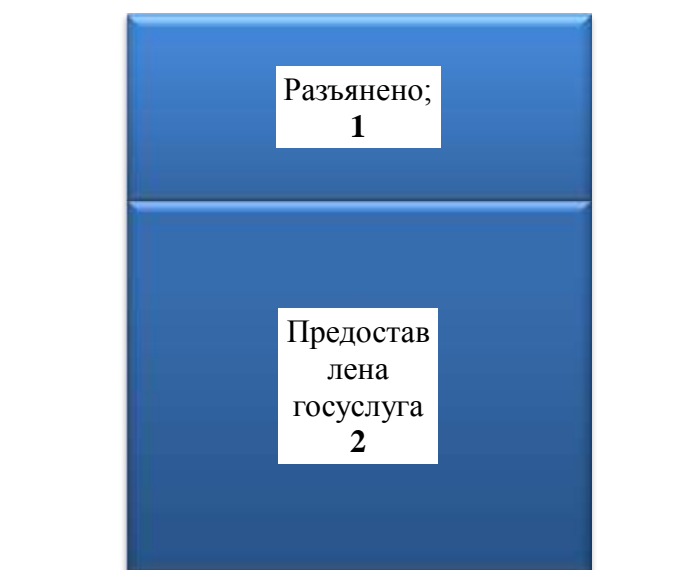 Разъянено;
1
Предостав
лена
госуслуга
2